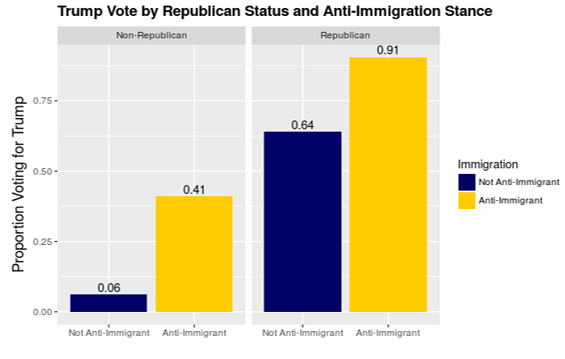 Trump Vote by Republican Status and Anti-Immigration Stance
Non-Republican
Republican
Proportion Voting for Trump
0.75
0.50
0.25
0.00
0.06
0.41
0.64
0.91
Not Anti-Immigrant
Anti-Immigrant
Not Anti-Immigrant
Anti-Immigrant
Immigration
Not Anti-Immigrant
Anti-Immigrant